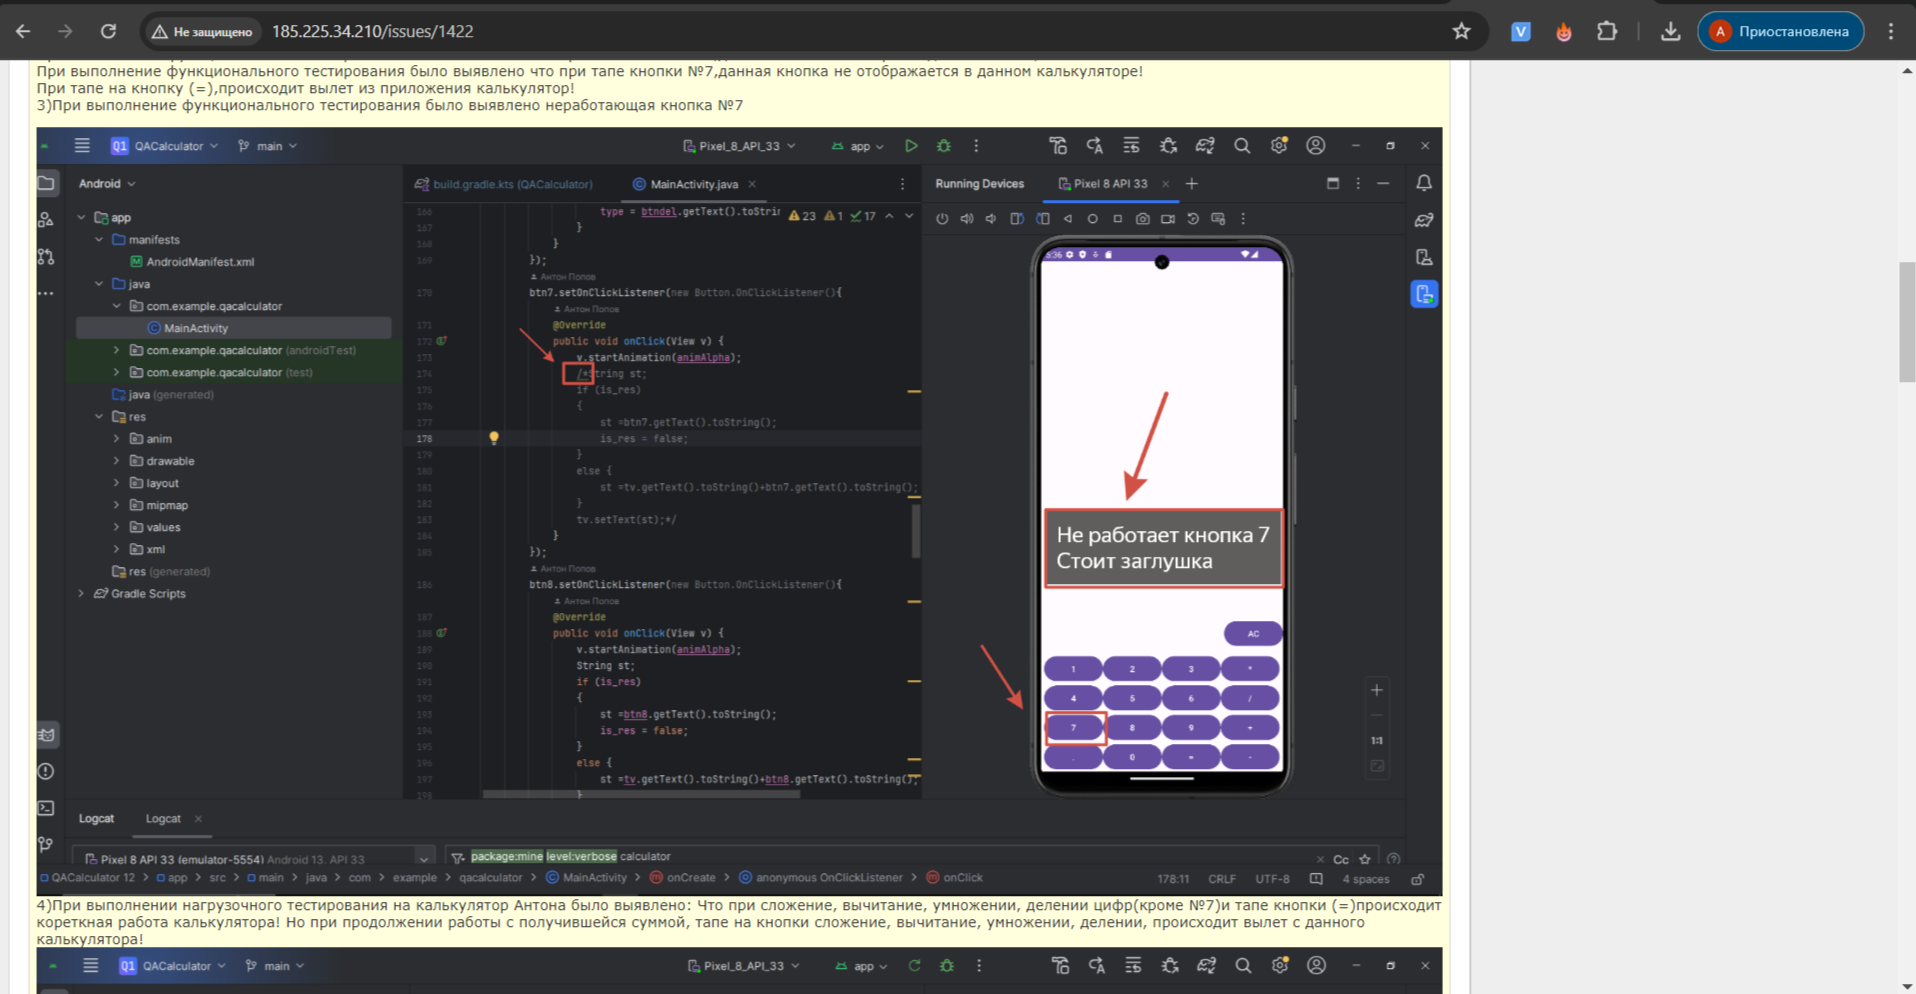 Не защищено
185.225.34.210/issues/1422
Приостановлена
При выполнение функционального тестирования было выявлено что при тапе кнопки №7,данная кнопка не отображается в данном калькуляторе!
При тапе на кнопку (=),происходит вылет из приложения калькулятор!
3)При выполнение функционального тестирования было выявлено неработающая кнопка №7
Q1 QACalculator main Pixel_8_API_33 app
Android
build.gradle.kts (QACalculator)
MainActivity.java
Running Devices
Pixel 8 API 33
app
manifests
AndroidManifest.xml
java
com.example.qacalculator
MainActivity
com.example.qacalculator (androidTest)
com.example.qacalculator (test)
java (generated)
res
anim
drawable
layout
mipmap
values
xml
res (generated)
Gradle Scripts
23 1 17
166 type = btndel.getText().toStrin
167 }
168 }
169 });
Антон Попов
170 btn7.setOnClickListener(new Button.OnClickListener(){
Антон Попов
171 @Override
172 public void onClick(View v) {
173 v.startAnimation(animAlpha);
174 /*String st;
175 if (is_res)
176 {
177 st =btn7.getText().toString();
178 is_res = false;
179 }
180 else {
181 st =tv.getText().toString()+btn7.getText().toString();
182 }
183 tv.setText(st);*/
184 }
185 });
Антон Попов
186 btn8.setOnClickListener(new Button.OnClickListener(){
Антон Попов
187 @Override
188 public void onClick(View v) {
189 v.startAnimation(animAlpha);
190 String st;
191 if (is_res)
192 {
193 st =btn8.getText().toString();
194 is_res = false;
195 }
196 else {
197 st =tv.getText().toString()+btn8.getText().toString();
198 }
Не работает кнопка 7
Стоит заглушка
AC
1 2 3 *
4 5 6 /
7 8 9 +
. 0 = -
1:1
Logcat
Logcat
Pixel 8 API 33 (emulator-5554) Android 13, API 33
package:mine level:verbose calculator
Cc
QACalculator 12 > app > src > main > java > com > example > qacalculator > MainActivity > onCreate > anonymous OnClickListener > onClick
178:11 CRLF UTF-8 4 spaces
4)При выполнении нагрузочного тестирования на калькулятор Антона было выявлено: Что при сложение, вычитание, умножении, делении цифр(кроме №7)и тапе кнопки (=)происходит
кореткная работа калькулятора! Но при продолжении работы с получившейся суммой, тапе на кнопки сложение, вычитание, умножении, делении, происходит вылет с данного
калькулятора!
Q1 QACalculator main Pixel_8_API_33 app